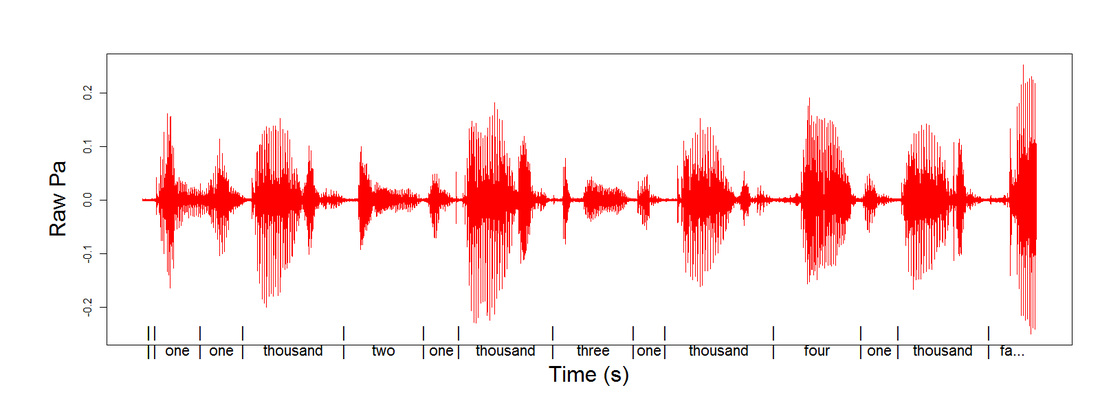 Raw Pa
0.2
0.1
0.0
-0.1
-0.2
| | | | | | | | | | | | | |
|| one | one | thousand | two | one | thousand | three | one | thousand | four | one | thousand | fa...
Time (s)